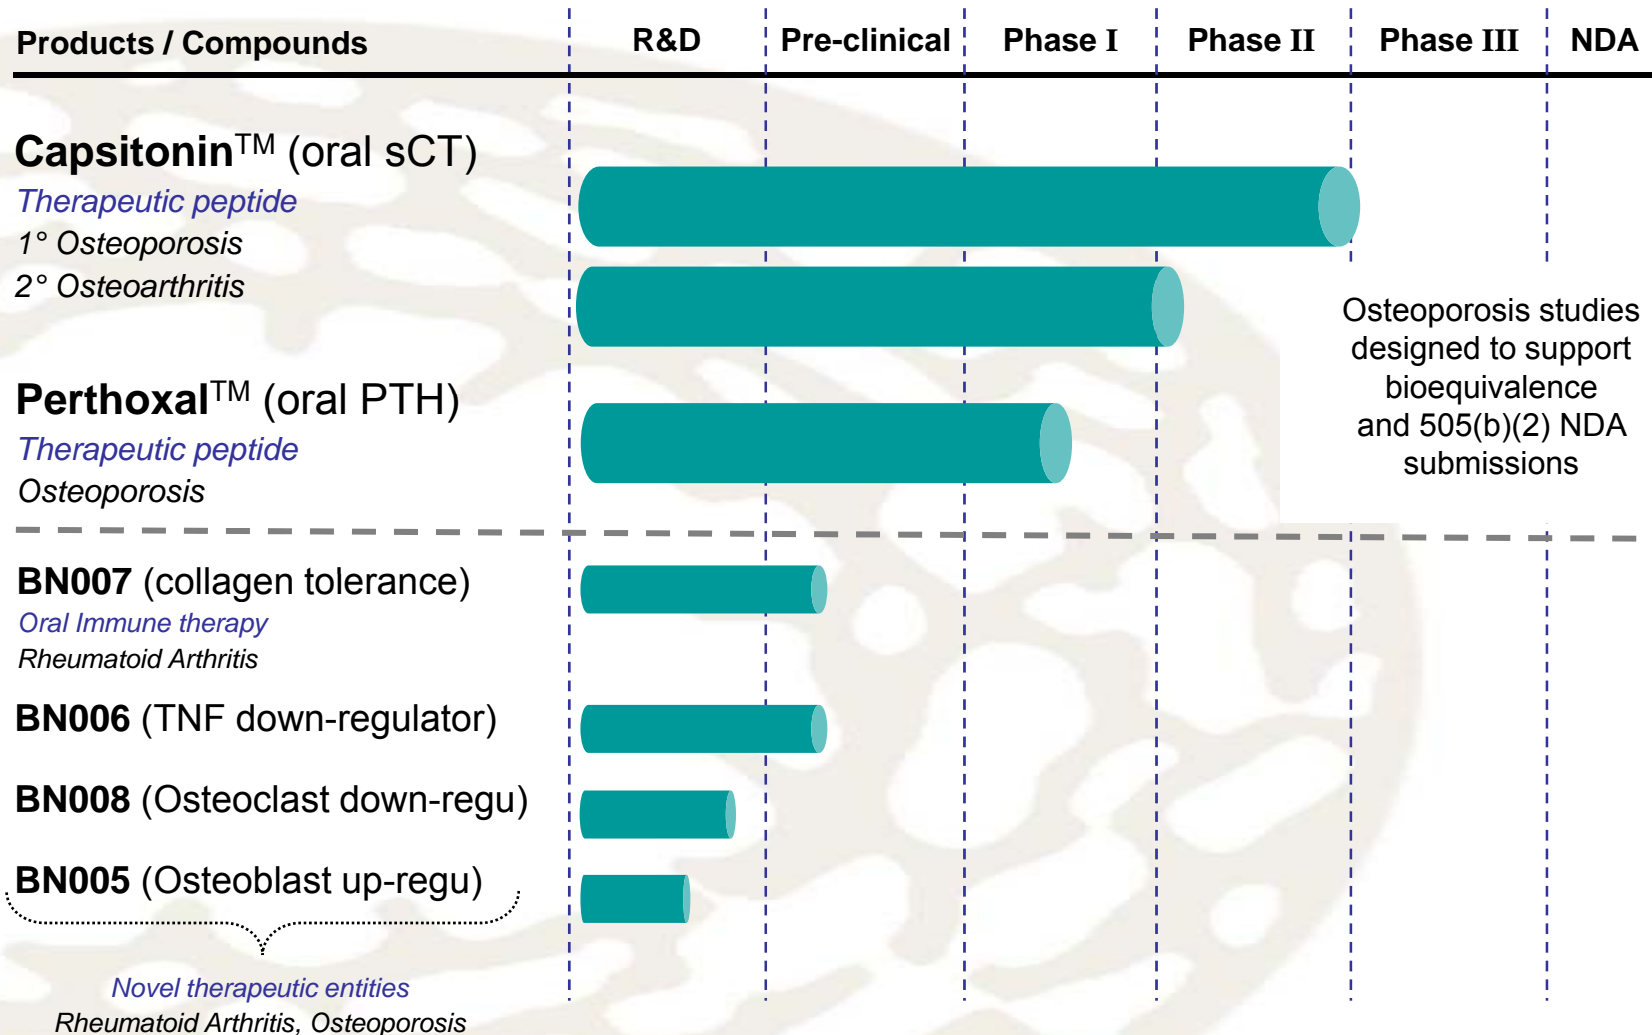 Products / Compounds R&D Pre-clinical Phase I Phase II Phase III NDA
Capsitonin™ (oral sCT)
Therapeutic peptide
1° Osteoporosis
2° Osteoarthritis
Osteoporosis studies
designed to support
bioequivalence
and 505(b)(2) NDA
submissions
Perthoxal™ (oral PTH)
Therapeutic peptide
Osteoporosis
BN007 (collagen tolerance)
Oral Immune therapy
Rheumatoid Arthritis
BN006 (TNF down-regulator)
BN008 (Osteoclast down-regu)
BN005 (Osteoblast up-regu)
Novel therapeutic entities
Rheumatoid Arthritis, Osteoporosis